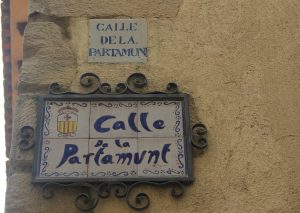 CALLE
DE LA
PARTAMUNT
Calle
De la
Partamunt